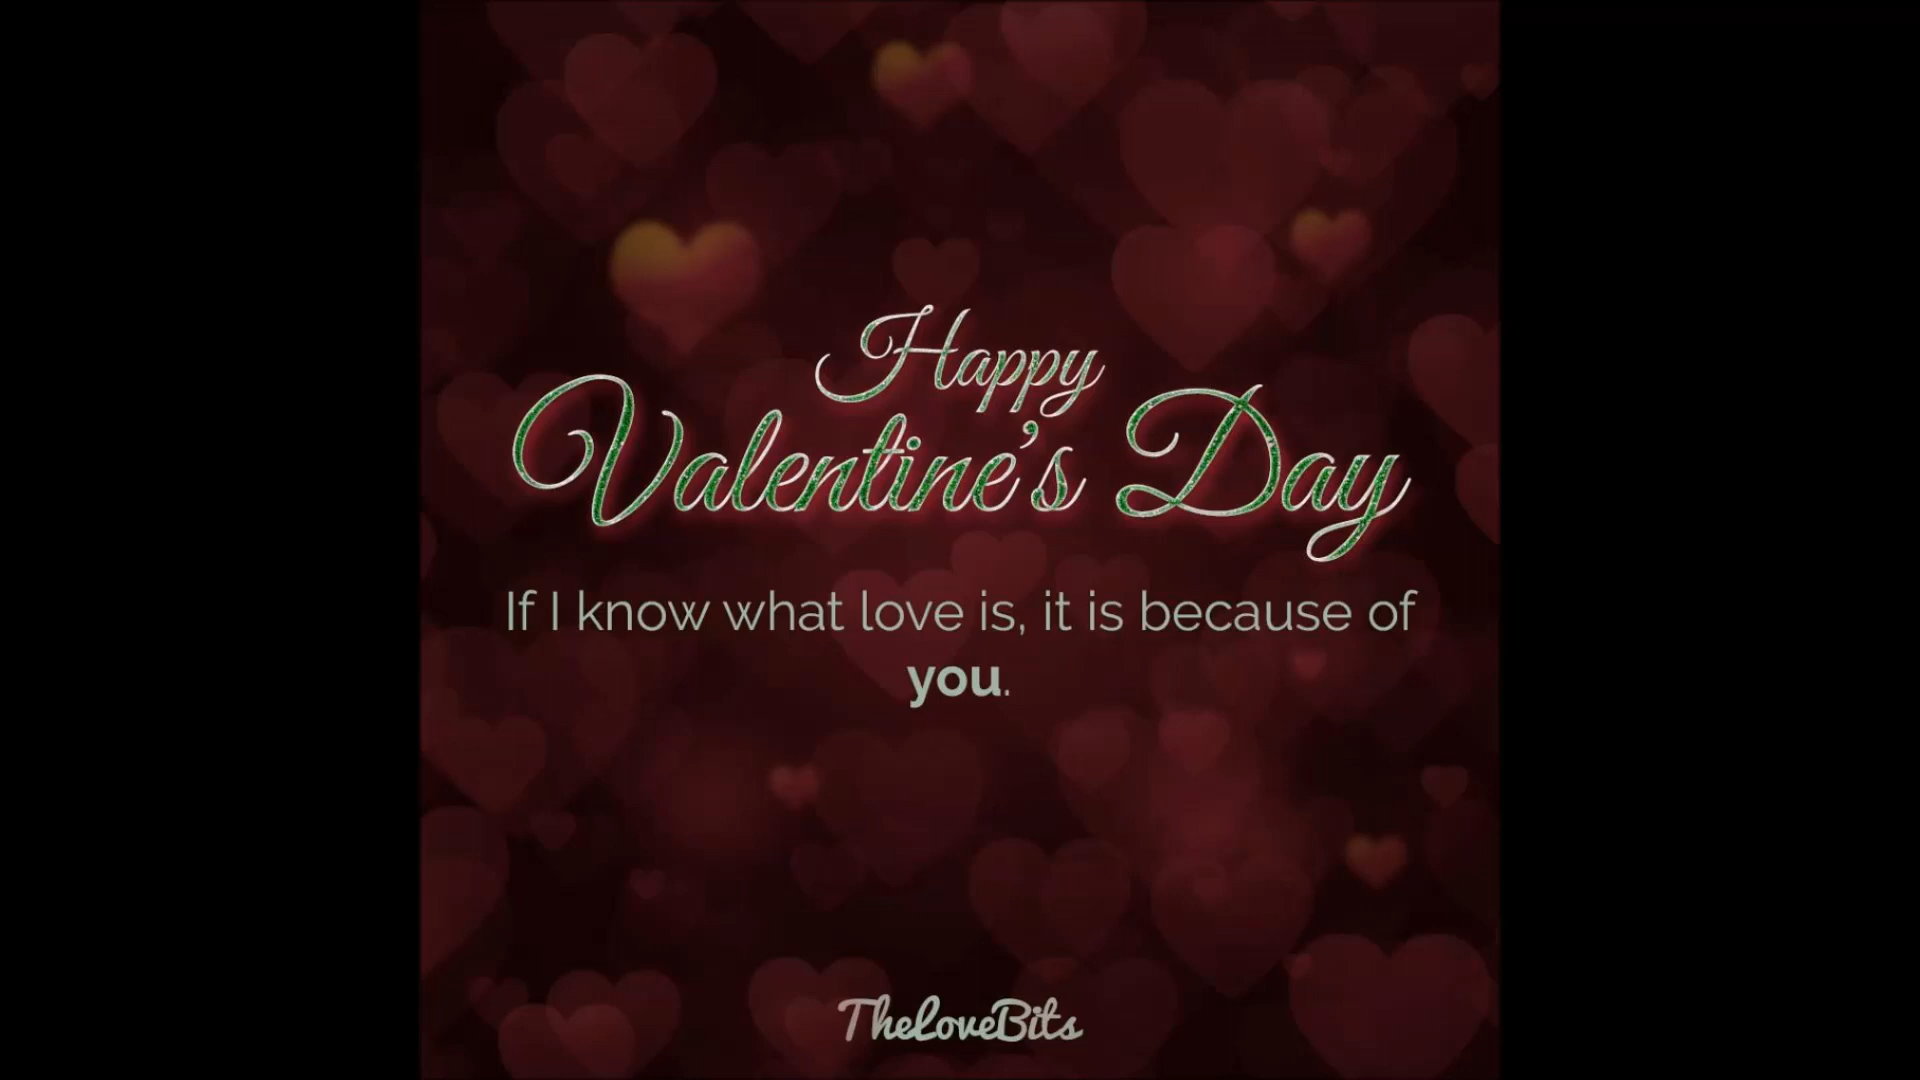 Happy
Valentine's Day
If I know what love is, it is because of
you.
TheLoveBits